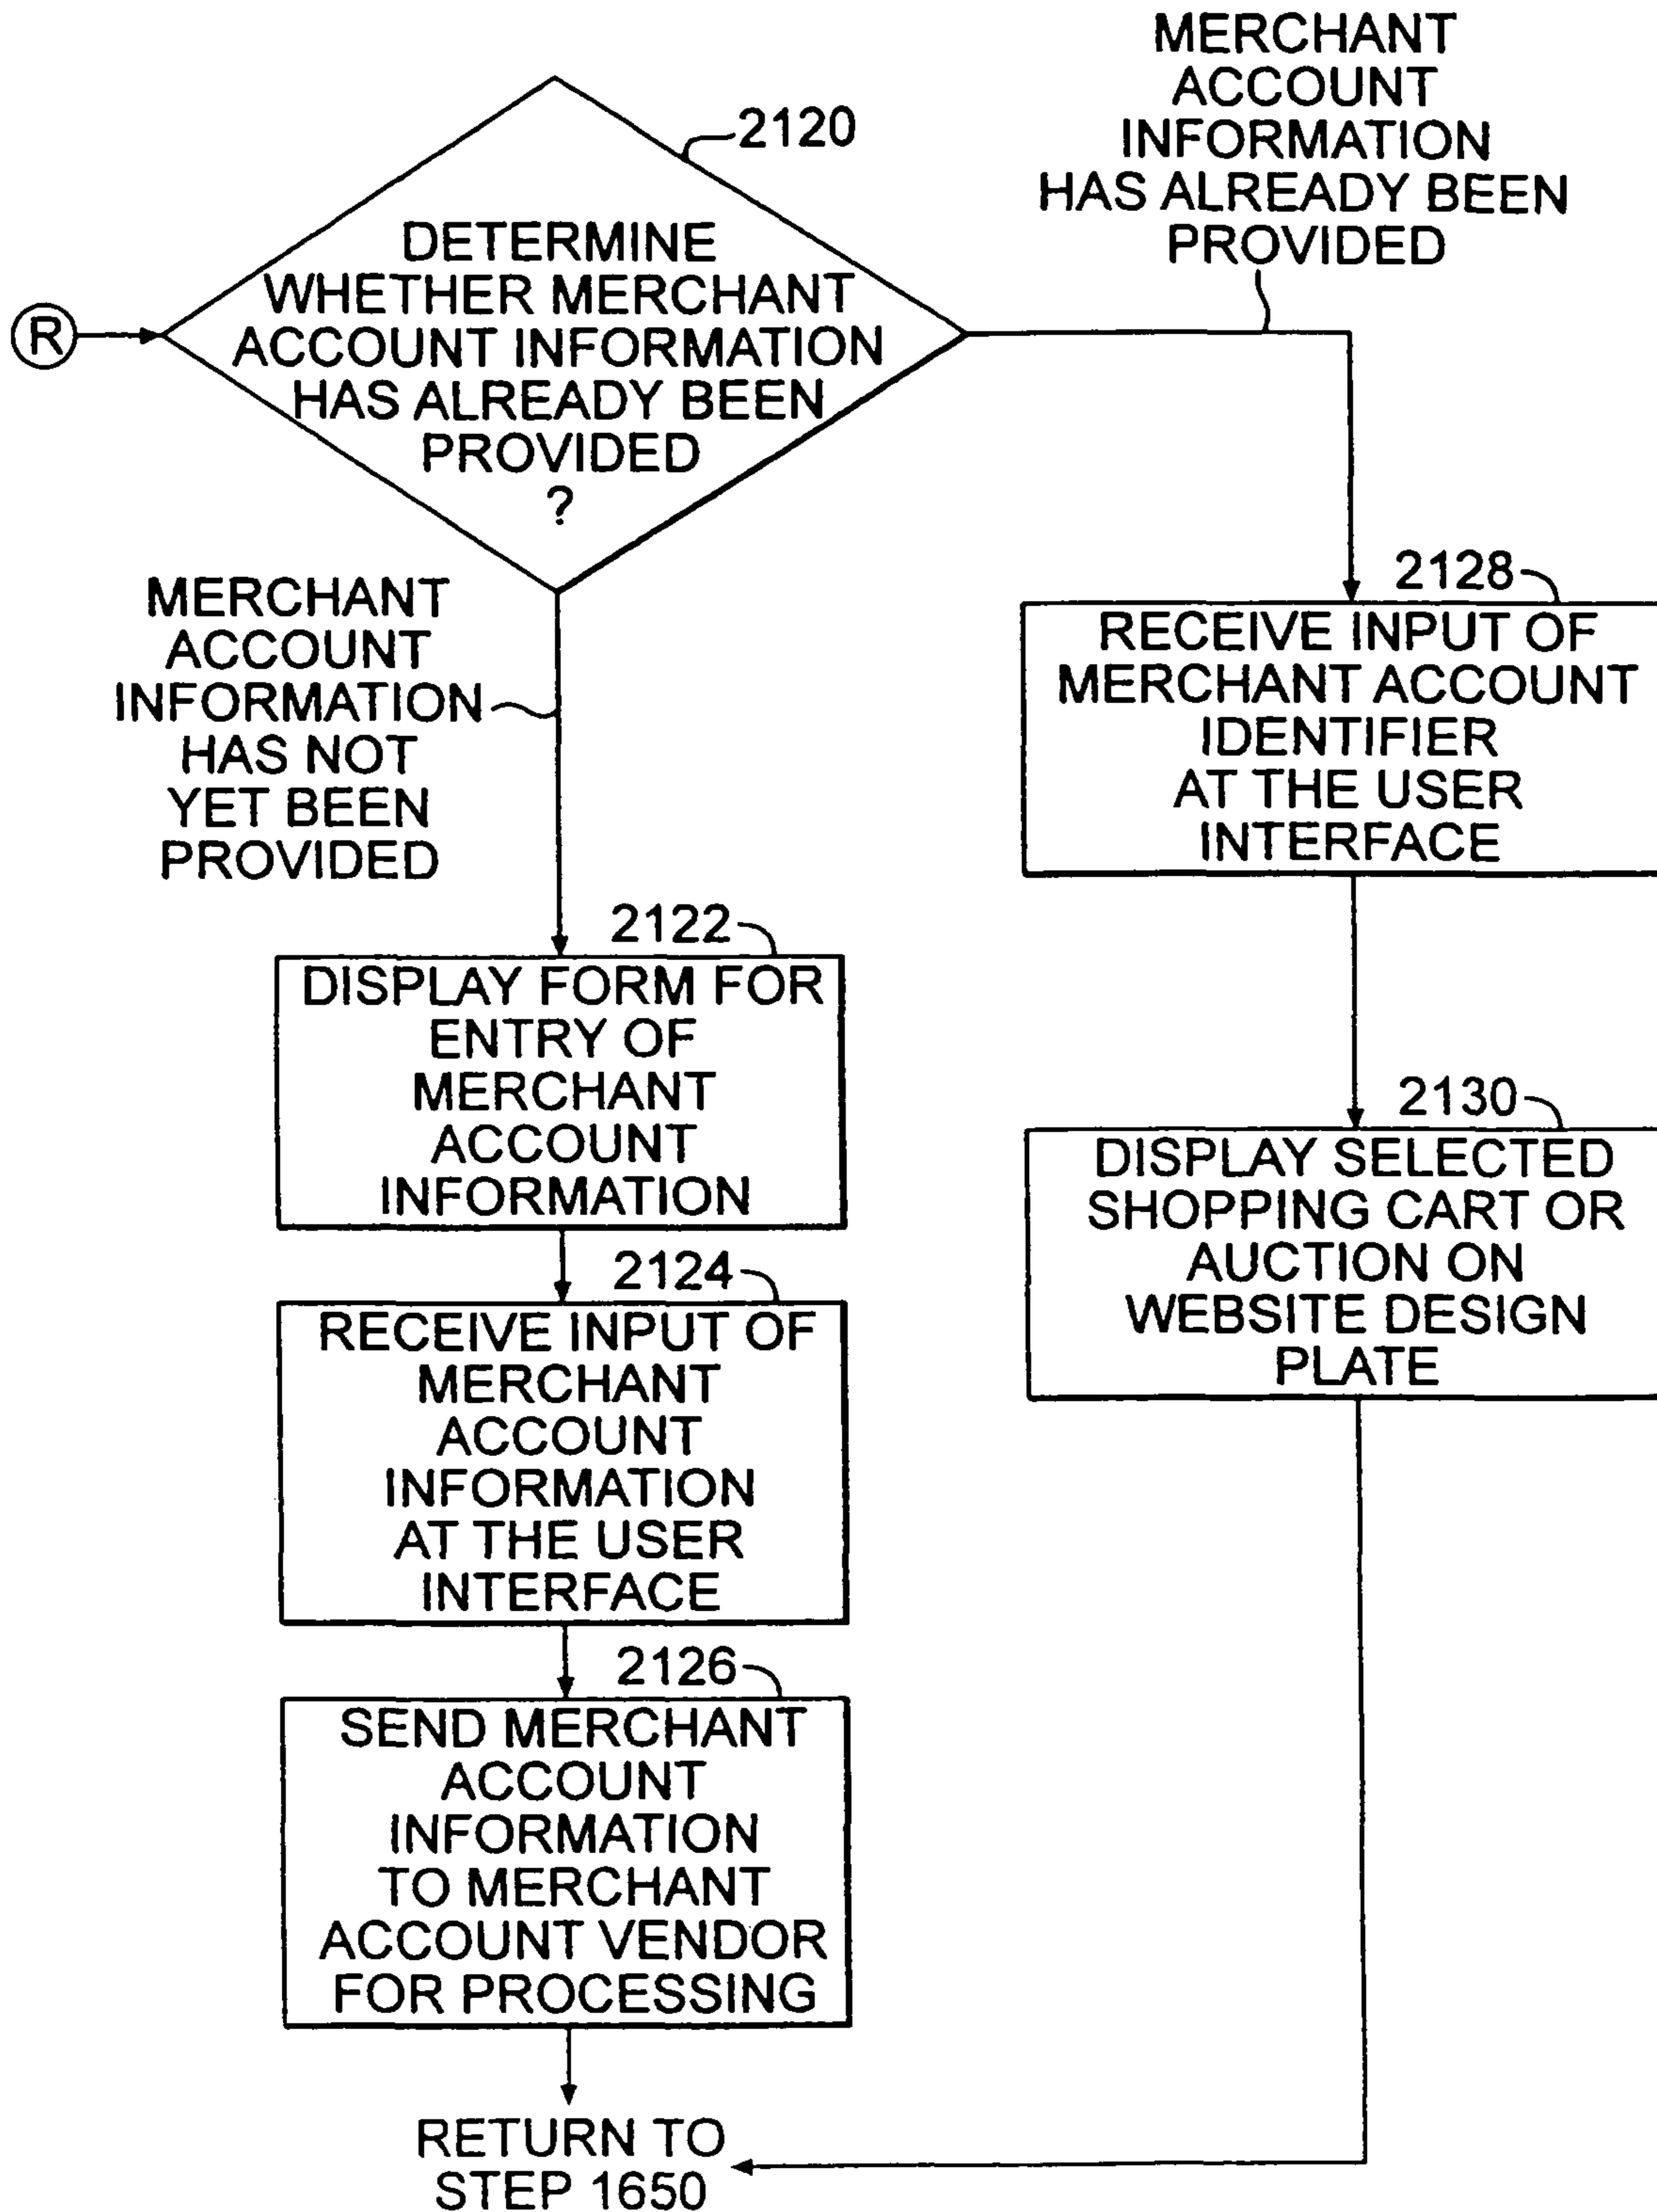 MERCHANT
ACCOUNT
INFORMATION
HAS ALREADY BEEN
PROVIDED
2120
DETERMINE
WHETHER MERCHANT
ACCOUNT INFORMATION
HAS ALREADY BEEN
PROVIDED
?
R
MERCHANT
ACCOUNT
INFORMATION
HAS NOT
YET BEEN
PROVIDED
2128
RECEIVE INPUT OF
MERCHANT ACCOUNT
IDENTIFIER
AT THE USER
INTERFACE
2122
DISPLAY FORM FOR
ENTRY OF
MERCHANT
ACCOUNT
INFORMATION
2130
DISPLAY SELECTED
SHOPPING CART OR
AUCTION ON
WEBSITE DESIGN
PLATE
2124
RECEIVE INPUT OF
MERCHANT
ACCOUNT
INFORMATION
AT THE USER
INTERFACE
2126
SEND MERCHANT
ACCOUNT
INFORMATION
TO MERCHANT
ACCOUNT VENDOR
FOR PROCESSING
RETURN TO
STEP 1650